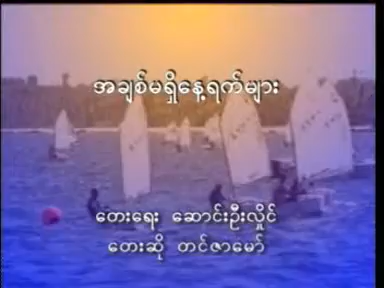 အချစ်မရှိနေ့ရက်များ
တေးရေး ဆောင်းဦးလှိုင်
တေးဆို တင်ဇာမော်